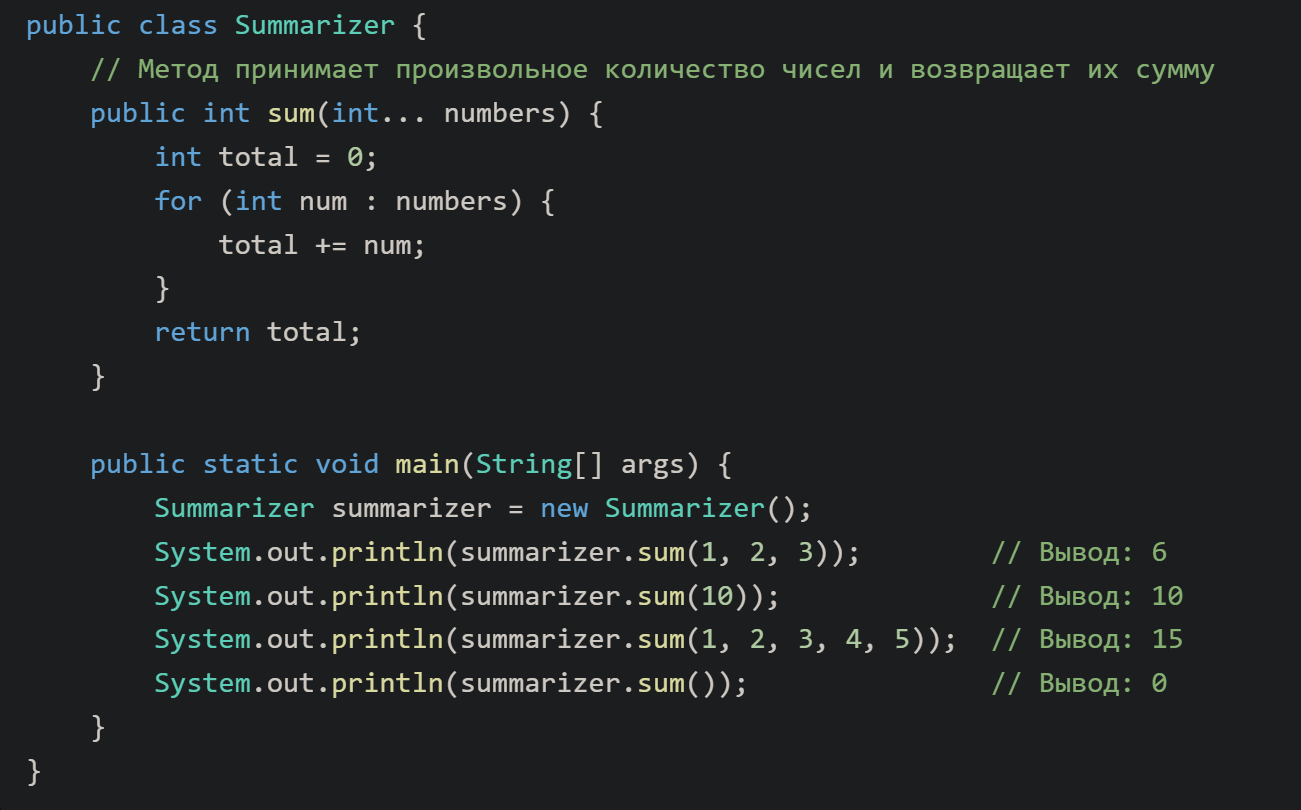 public class Summarizer {
    // Метод принимает произвольное количество чисел и возвращает их сумму
    public int sum(int... numbers) {
        int total = 0;
        for (int num : numbers) {
            total += num;
        }
        return total;
    }

    public static void main(String[] args) {
        Summarizer summarizer = new Summarizer();
        System.out.println(summarizer.sum(1, 2, 3));        // Вывод: 6
        System.out.println(summarizer.sum(10));             // Вывод: 10
        System.out.println(summarizer.sum(1, 2, 3, 4, 5));  // Вывод: 15
        System.out.println(summarizer.sum());               // Вывод: 0
    }
}